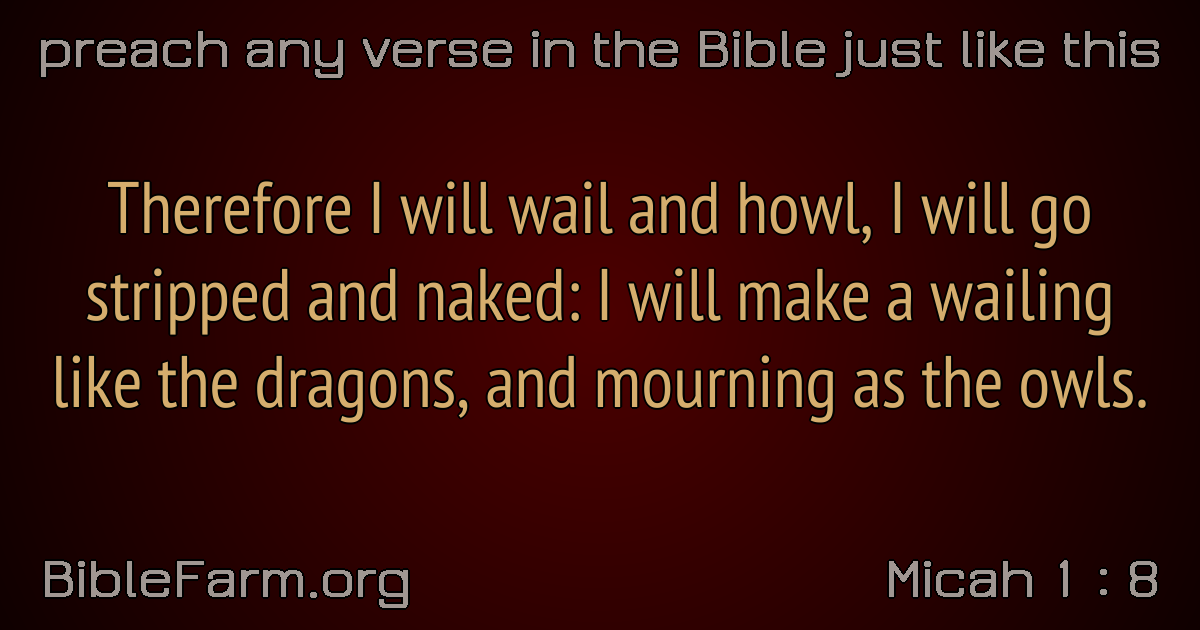 preach any verse in the Bible just like this
Therefore I will wail and howl, I will go
stripped and naked: I will make a wailing
like the dragons, and mourning as the owls.
BibleFarm.org
Micah 1 : 8